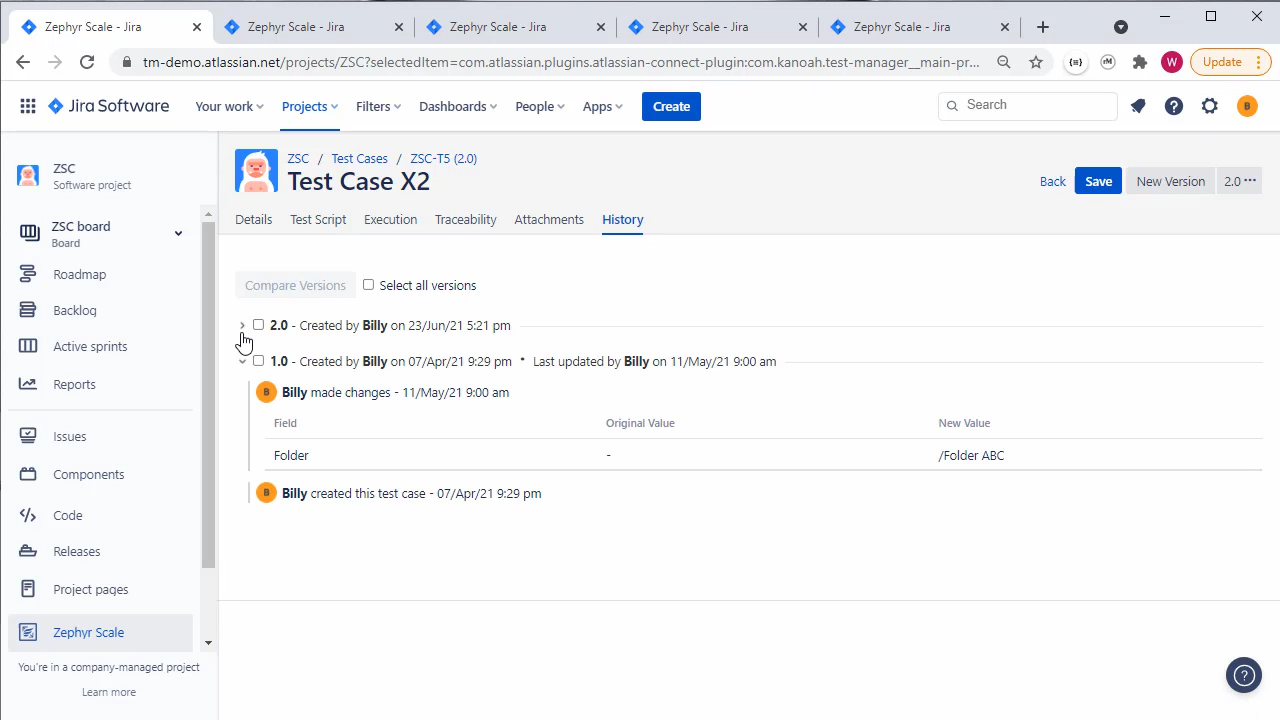 Zephyr Scale - Jira
Zephyr Scale - Jira
Zephyr Scale - Jira
Zephyr Scale - Jira
Zephyr Scale - Jira
tm-demo.atlassian.net/projects/ZSC?selectedItem=com.atlassian.plugins.atlassian-connect-plugin:com.kanoah.test-manager__main-pr...
W
Update
Jira Software
Your work
Projects
Filters
Dashboards
People
Apps
Create
Search
B
ZSC
Software project
ZSC board
Board
Roadmap
Backlog
Active sprints
Reports
Issues
Components
Code
Releases
Project pages
Zephyr Scale
You're in a company-managed project
Learn more
ZSC / Test Cases / ZSC-T5 (2.0)
Test Case X2
Back
Save
New Version
2.0 ...
Details
Test Script
Execution
Traceability
Attachments
History
Compare Versions
Select all versions
2.0 - Created by Billy on 23/Jun/21 5:21 pm
1.0 - Created by Billy on 07/Apr/21 9:29 pm • Last updated by Billy on 11/May/21 9:00 am
B Billy made changes - 11/May/21 9:00 am
Field Original Value New Value
Folder - /Folder ABC
B Billy created this test case - 07/Apr/21 9:29 pm